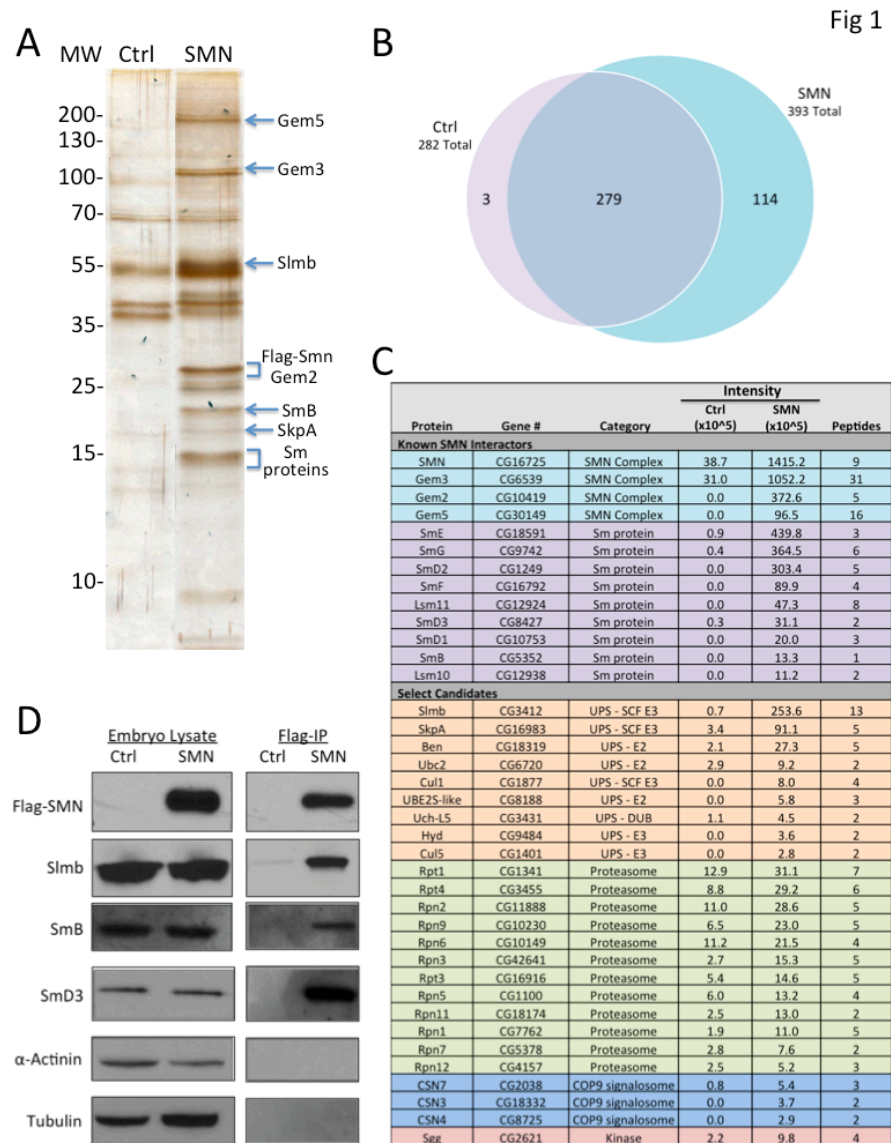 Fig 1
A
MW Ctrl SMN
200-
130-
100-
70-
55-
35-
25-
15-
10-
Gem5
Gem3
Slmb
Flag-Smn
Gem2
SmB
SkpA
Sm
proteins
B
Ctrl
282 Total
SMN
393 Total
3
279
114
C
Intensity
Protein Gene # Category Ctrl (x10^5) SMN (x10^5) Peptides
Known SMN Interactors
SMN CG16725 SMN Complex 38.7 1415.2 9
Gem3 CG6539 SMN Complex 31.0 1052.2 31
Gem2 CG10419 SMN Complex 0.0 372.6 5
Gem5 CG30149 SMN Complex 0.0 96.5 16
SmE CG18591 Sm protein 0.9 439.8 3
SmG CG9742 Sm protein 0.4 364.5 6
SmD2 CG1249 Sm protein 0.0 303.4 5
SmF CG16792 Sm protein 0.0 89.9 4
Lsm11 CG12924 Sm protein 0.0 47.3 8
SmD3 CG8427 Sm protein 0.3 31.1 2
SmD1 CG10753 Sm protein 0.0 20.0 3
SmB CG5352 Sm protein 0.0 13.3 1
Lsm10 CG12938 Sm protein 0.0 11.2 2
Select Candidates
Slmb CG3412 UPS - SCF E3 0.7 253.6 13
SkpA CG16983 UPS - SCF E3 3.4 91.1 5
Ben CG18319 UPS - E2 2.1 27.3 5
Ubc2 CG6720 UPS - E2 2.9 9.2 2
Cul1 CG1877 UPS - SCF E3 0.0 8.0 4
UBE2S-like CG8188 UPS - E2 0.0 5.8 3
Uch-L5 CG3431 UPS - DUB 1.1 4.5 2
Hyd CG9484 UPS - E3 0.0 3.6 2
Cul5 CG1401 UPS - E3 0.0 2.8 2
Rpt1 CG1341 Proteasome 12.9 31.1 7
Rpt4 CG3455 Proteasome 8.8 29.2 6
Rpn2 CG11888 Proteasome 11.0 28.6 5
Rpn9 CG10230 Proteasome 6.5 23.0 5
Rpn6 CG10149 Proteasome 11.2 21.5 4
Rpn3 CG42641 Proteasome 2.7 15.3 5
Rpt3 CG16916 Proteasome 5.4 14.6 5
Rpn5 CG1100 Proteasome 6.0 13.2 4
Rpn11 CG18174 Proteasome 2.5 13.0 2
Rpn1 CG7762 Proteasome 1.9 11.0 5
Rpn7 CG5378 Proteasome 2.8 7.6 2
Rpn12 CG4157 Proteasome 2.5 5.2 3
CSN7 CG2038 COP9 signalosome 0.8 5.4 3
CSN3 CG18332 COP9 signalosome 0.0 3.7 2
CSN4 CG8725 COP9 signalosome 0.0 2.9 2
Sgg CG2621 Kinase 2.2 9.8 4
D
Embryo Lysate Flag-IP
Ctrl SMN Ctrl SMN
Flag-SMN
Slmb
SmB
SmD3
α-Actinin
Tubulin